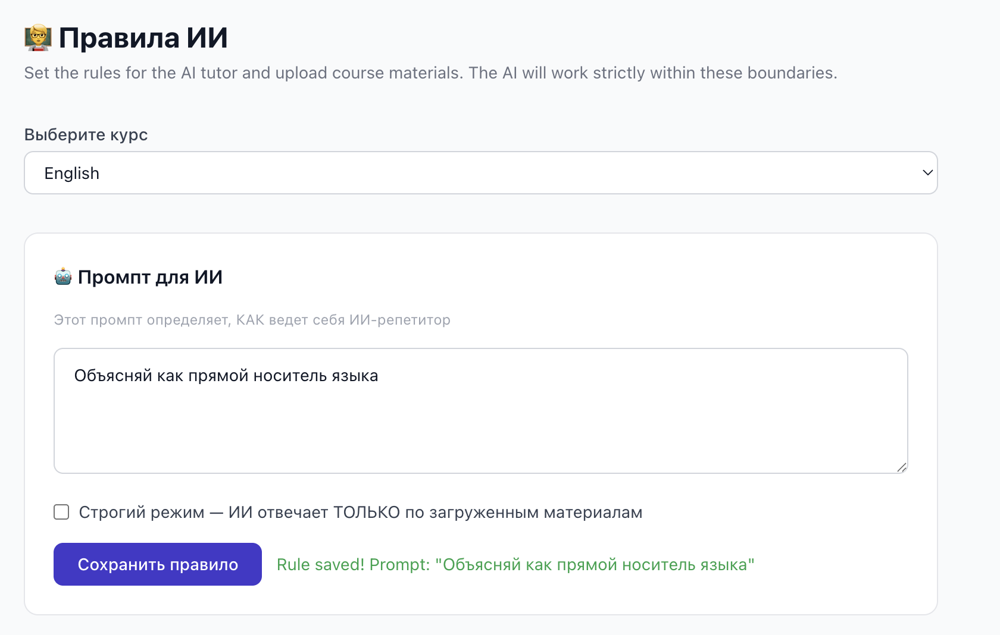 Правила ИИ
Set the rules for the AI tutor and upload course materials. The AI will work strictly within these boundaries.
Выберите курс
English
Промпт для ИИ
Этот промпт определяет, КАК ведет себя ИИ-репетитор
Объясняй как прямой носитель языка
Строгий режим — ИИ отвечает ТОЛЬКО по загруженным материалам
Сохранить правило
Rule saved! Prompt: "Объясняй как прямой носитель языка"